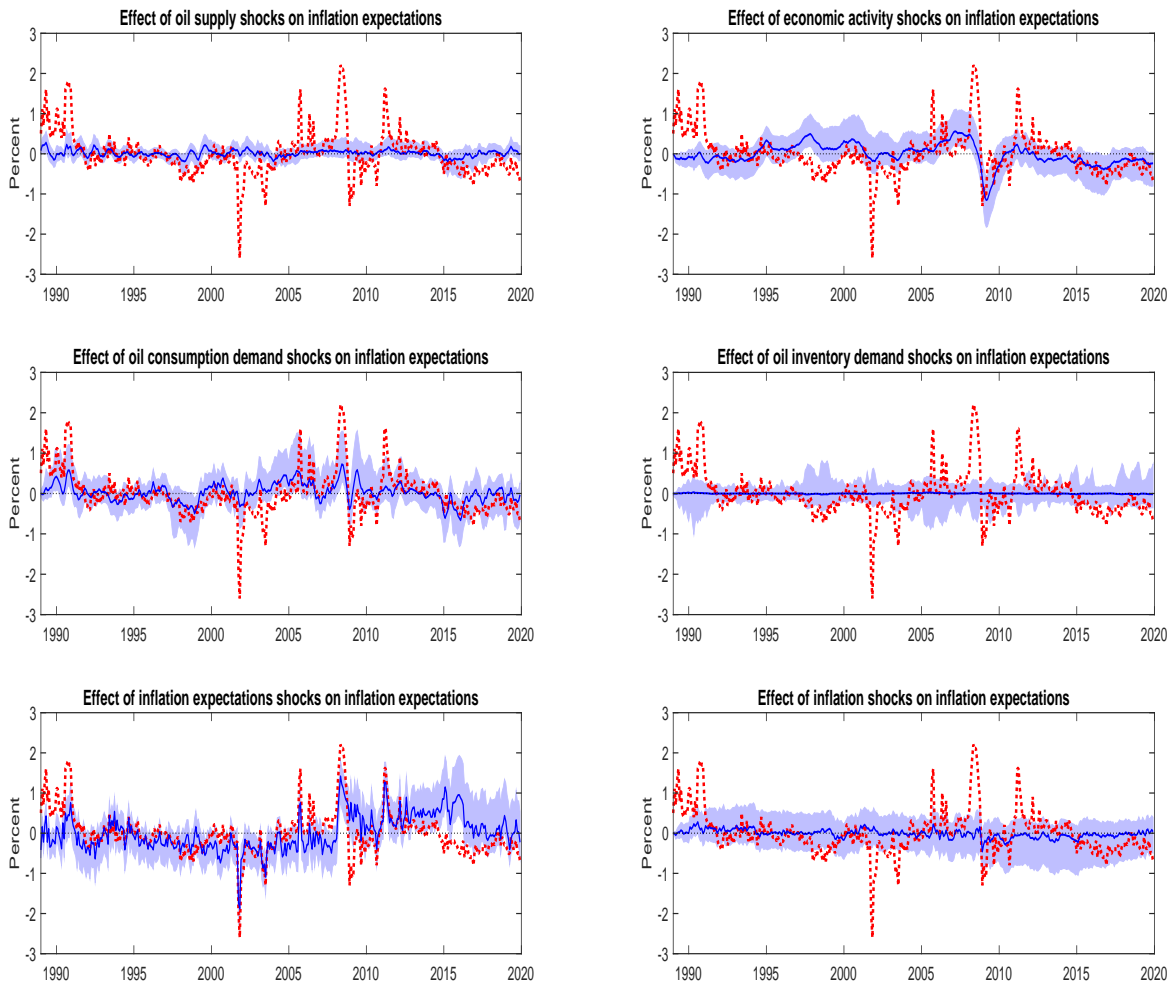 Effect of oil supply shocks on inflation expectations
3
2
1
0
-1
-2
-3
Percent
1990 1995 2000 2005 2010 2015 2020
Effect of economic activity shocks on inflation expectations
3
2
1
0
-1
-2
-3
Percent
1990 1995 2000 2005 2010 2015 2020
Effect of oil consumption demand shocks on inflation expectations
3
2
1
0
-1
-2
-3
Percent
1990 1995 2000 2005 2010 2015 2020
Effect of oil inventory demand shocks on inflation expectations
3
2
1
0
-1
-2
-3
Percent
1990 1995 2000 2005 2010 2015 2020
Effect of inflation expectations shocks on inflation expectations
3
2
1
0
-1
-2
-3
Percent
1990 1995 2000 2005 2010 2015 2020
Effect of inflation shocks on inflation expectations
3
2
1
0
-1
-2
-3
Percent
1990 1995 2000 2005 2010 2015 2020